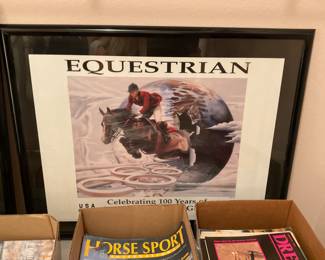 EQUESTRIAN
USA
Celebrating 100 Years of
HORSE SPORT
DRE